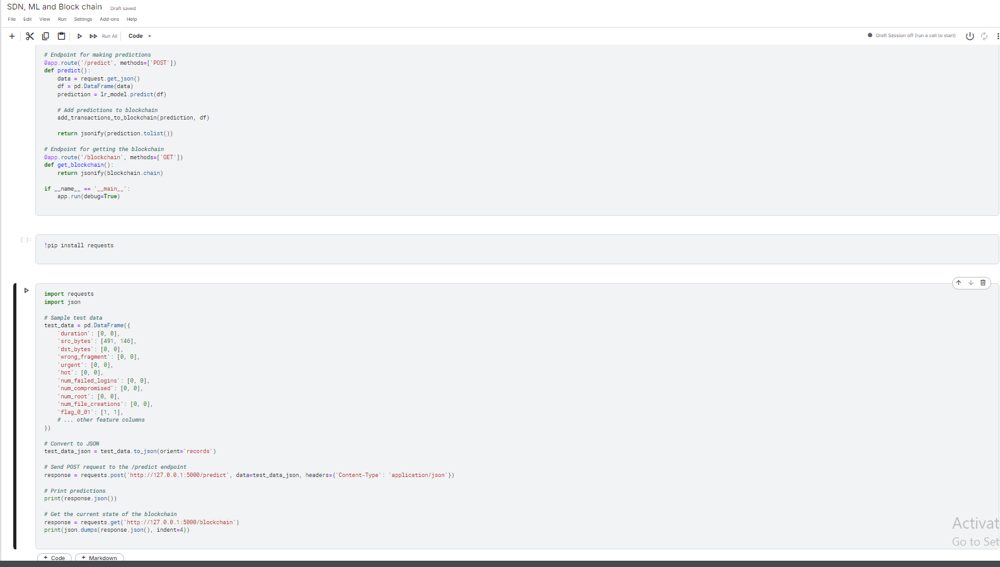 SDN, ML and Block chain Draft saved
File Edit View Run Settings Add-ons Help
+ Run All Code Draft Session off (run a cell to start)
# Endpoint for making predictions
@app.route('/predict', methods=['POST'])
def predict():
    data = request.get_json()
    df = pd.DataFrame(data)
    prediction = lr_model.predict(df)
    # Add predictions to blockchain
    add_transactions_to_blockchain(prediction, df)
    return jsonify(prediction.tolist())
# Endpoint for getting the blockchain
@app.route('/blockchain', methods=['GET'])
def get_blockchain():
    return jsonify(blockchain.chain)
if __name__ == '__main__':
    app.run(debug=True)
[ ]:
!pip install requests
import requests
import json
# Sample test data
test_data = pd.DataFrame({
    'duration': [0, 0],
    'src_bytes': [491, 146],
    'dst_bytes': [0, 0],
    'wrong_fragment': [0, 0],
    'urgent': [0, 0],
    'hot': [0, 0],
    'num_failed_logins': [0, 0],
    'num_compromised': [0, 0],
    'num_root': [0, 0],
    'num_file_creations': [0, 0],
    'flag_0_01': [1, 1],
    # ... other feature columns
})
# Convert to JSON
test_data_json = test_data.to_json(orient='records')
# Send POST request to the /predict endpoint
response = requests.post('http://127.0.0.1:5000/predict', data=test_data_json, headers={'Content-Type': 'application/json'})
# Print predictions
print(response.json())
# Get the current state of the blockchain
response = requests.get('http://127.0.0.1:5000/blockchain')
print(json.dumps(response.json(), indent=4))
Activat
Go to Set
+ Code + Markdown